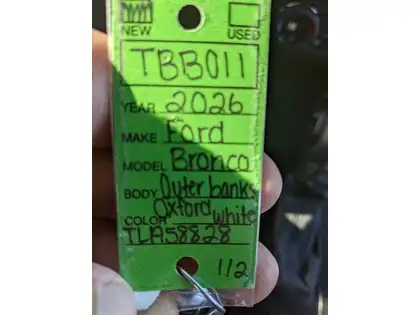 NEW USED
TBB011
YEAR 2026
MAKE Ford
MODEL Bronco
BODY Outer banks
COLOR Oxford white
TLA58828
1/2